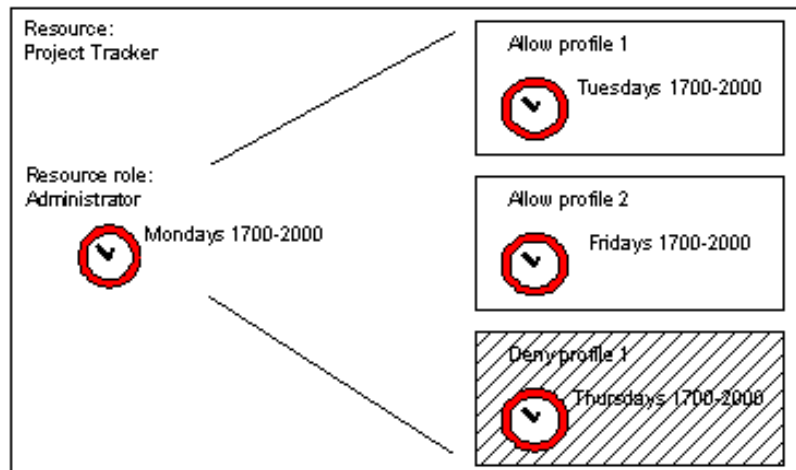 Resource:
Project Tracker
Resource role:
Administrator
Mondays 1700-2000
Allow profile 1
Tuesdays 1700-2000
Allow profile 2
Fridays 1700-2000
Deny profile 1
Thursdays 1700-2000